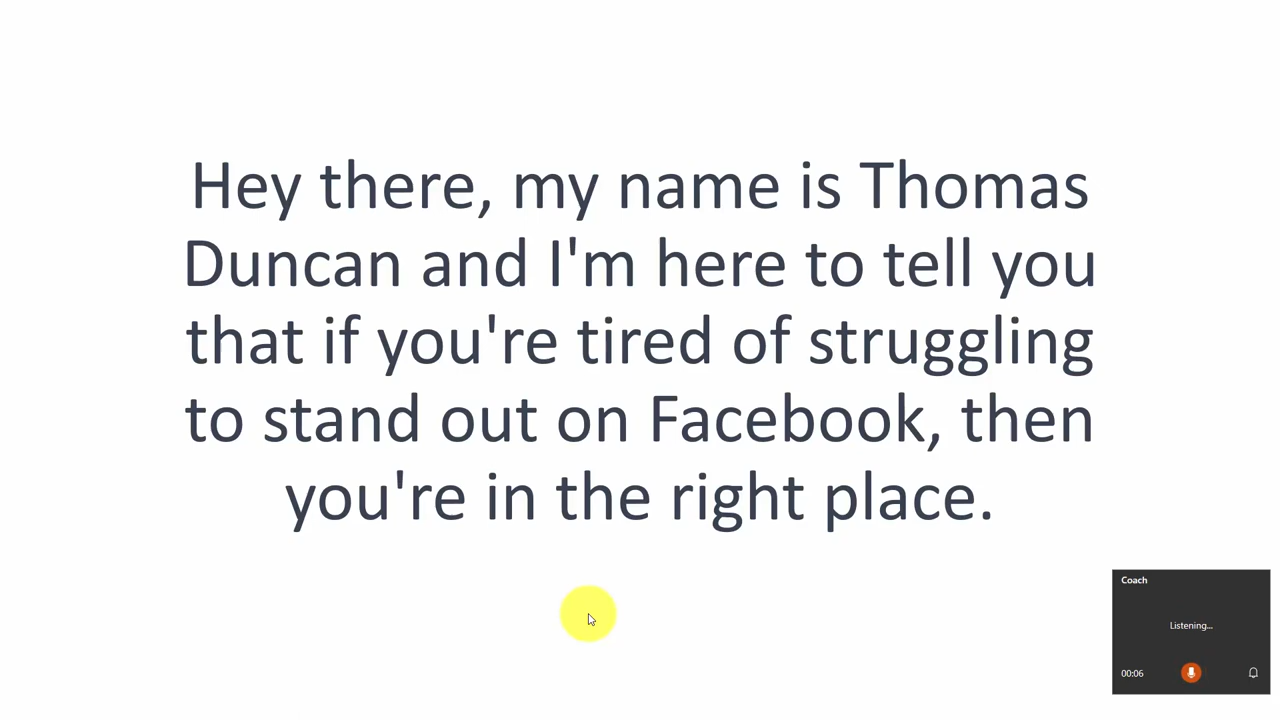 Hey there, my name is Thomas
Duncan and I'm here to tell you
that if you're tired of struggling
to stand out on Facebook, then
you're in the right place.
Coach
Listening...
00:06